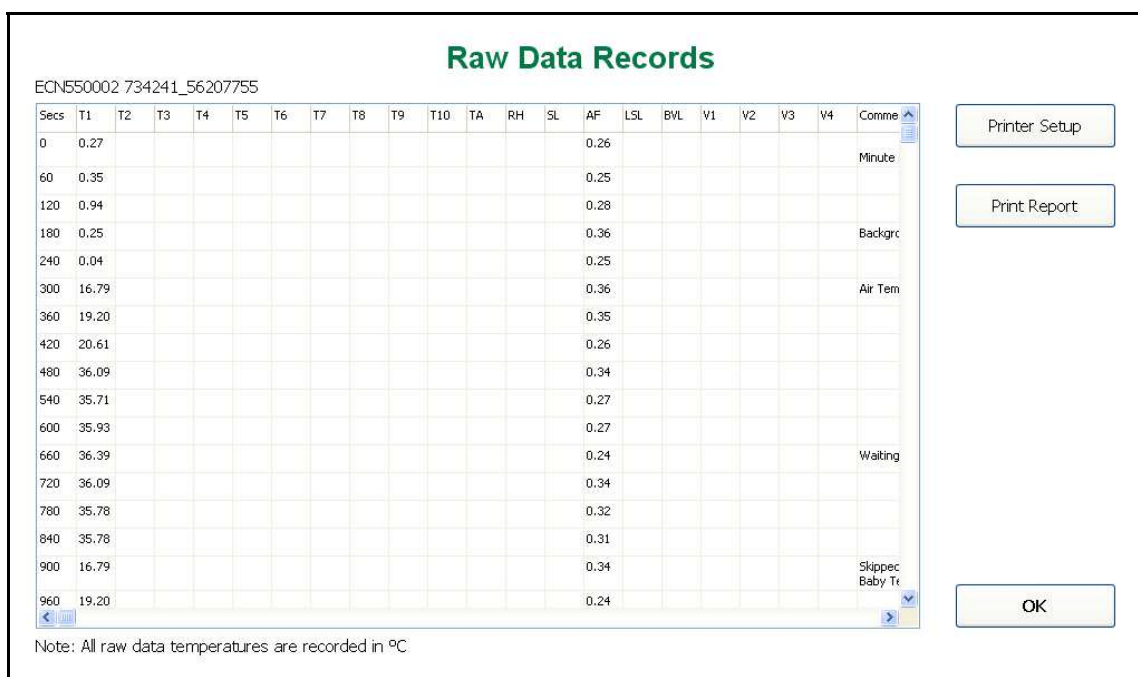 Raw Data Records
ECN550002 734241_56207755
Secs T1 T2 T3 T4 T5 T6 T7 T8 T9 T10 TA RH SL AF LSL BVL V1 V2 V3 V4 Comme
0 0.27 0.26
Minute
60 0.35 0.25
120 0.94 0.28
180 0.25 0.36 Backgro
240 0.04 0.25
300 16.79 0.36 Air Tem
360 19.20 0.35
420 20.61 0.26
480 36.09 0.34
540 35.71 0.27
600 35.93 0.27
660 36.39 0.24 Waiting
720 36.09 0.34
780 35.78 0.32
840 35.78 0.31
900 16.79 0.34 Skipped
Baby Te
960 19.20 0.24
Note: All raw data temperatures are recorded in ºC
Printer Setup
Print Report
OK